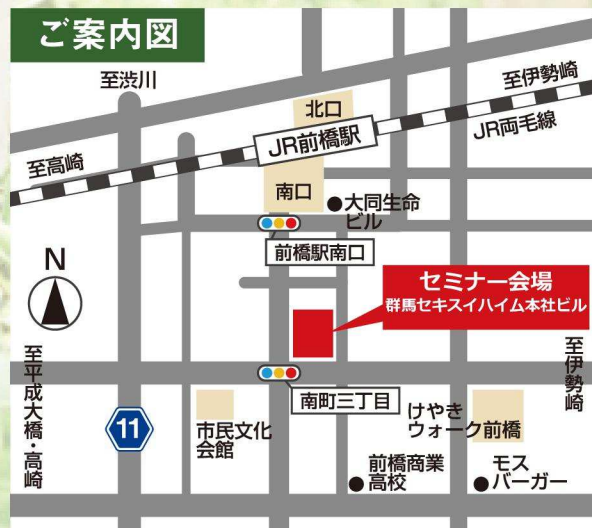 ご案内図
至渋川
至伊勢崎
北口
JR前橋駅
JR両毛線
至高崎
南口
大同生命
ビル
前橋駅南口
N
セミナー会場
群馬セキスイハイム本社ビル
至平成大橋・高崎
至伊勢崎
南町三丁目
11
市民文化
会館
けやき
ウォーク前橋
前橋商業
高校
モス
バーガー